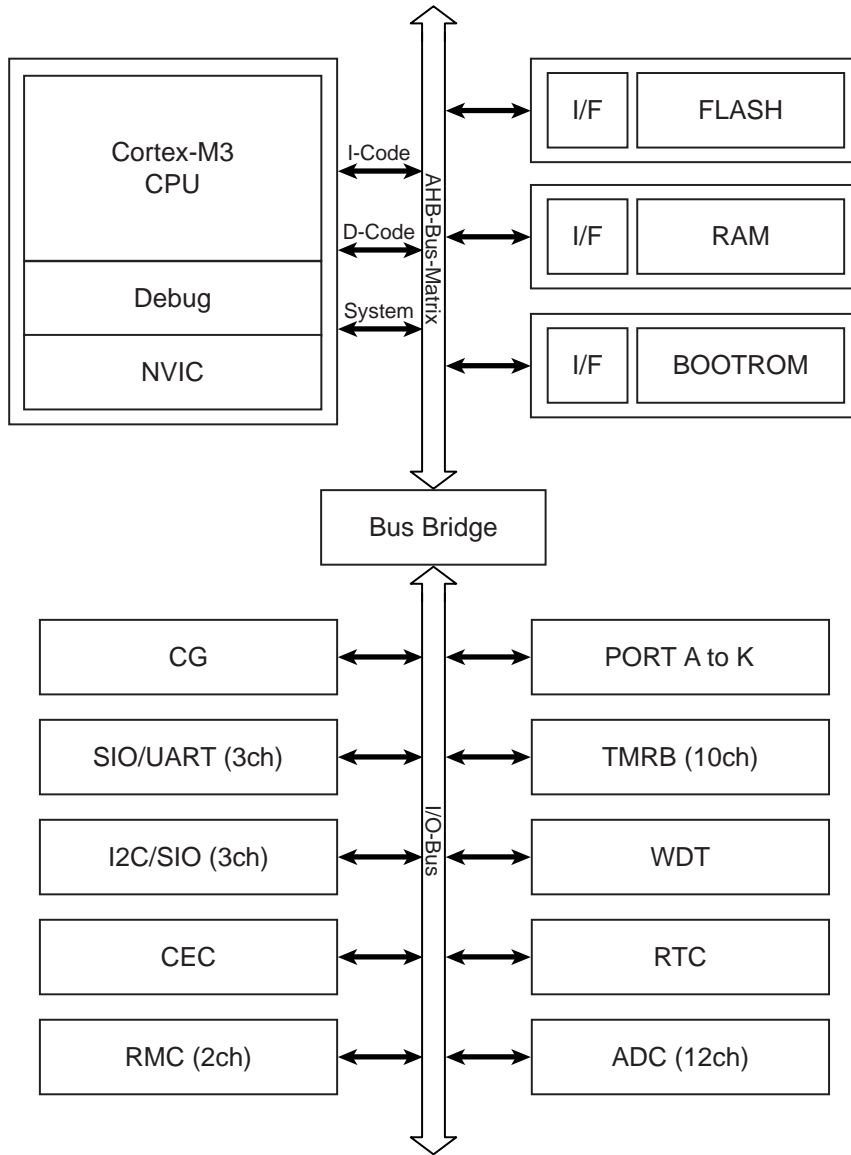 Cortex-M3
CPU
Debug
NVIC
I-Code
D-Code
System
AHB-Bus-Matrix
I/F
FLASH
I/F
RAM
I/F
BOOTROM
Bus Bridge
CG
SIO/UART (3ch)
I2C/SIO (3ch)
CEC
RMC (2ch)
I/O-Bus
PORT A to K
TMRB (10ch)
WDT
RTC
ADC (12ch)